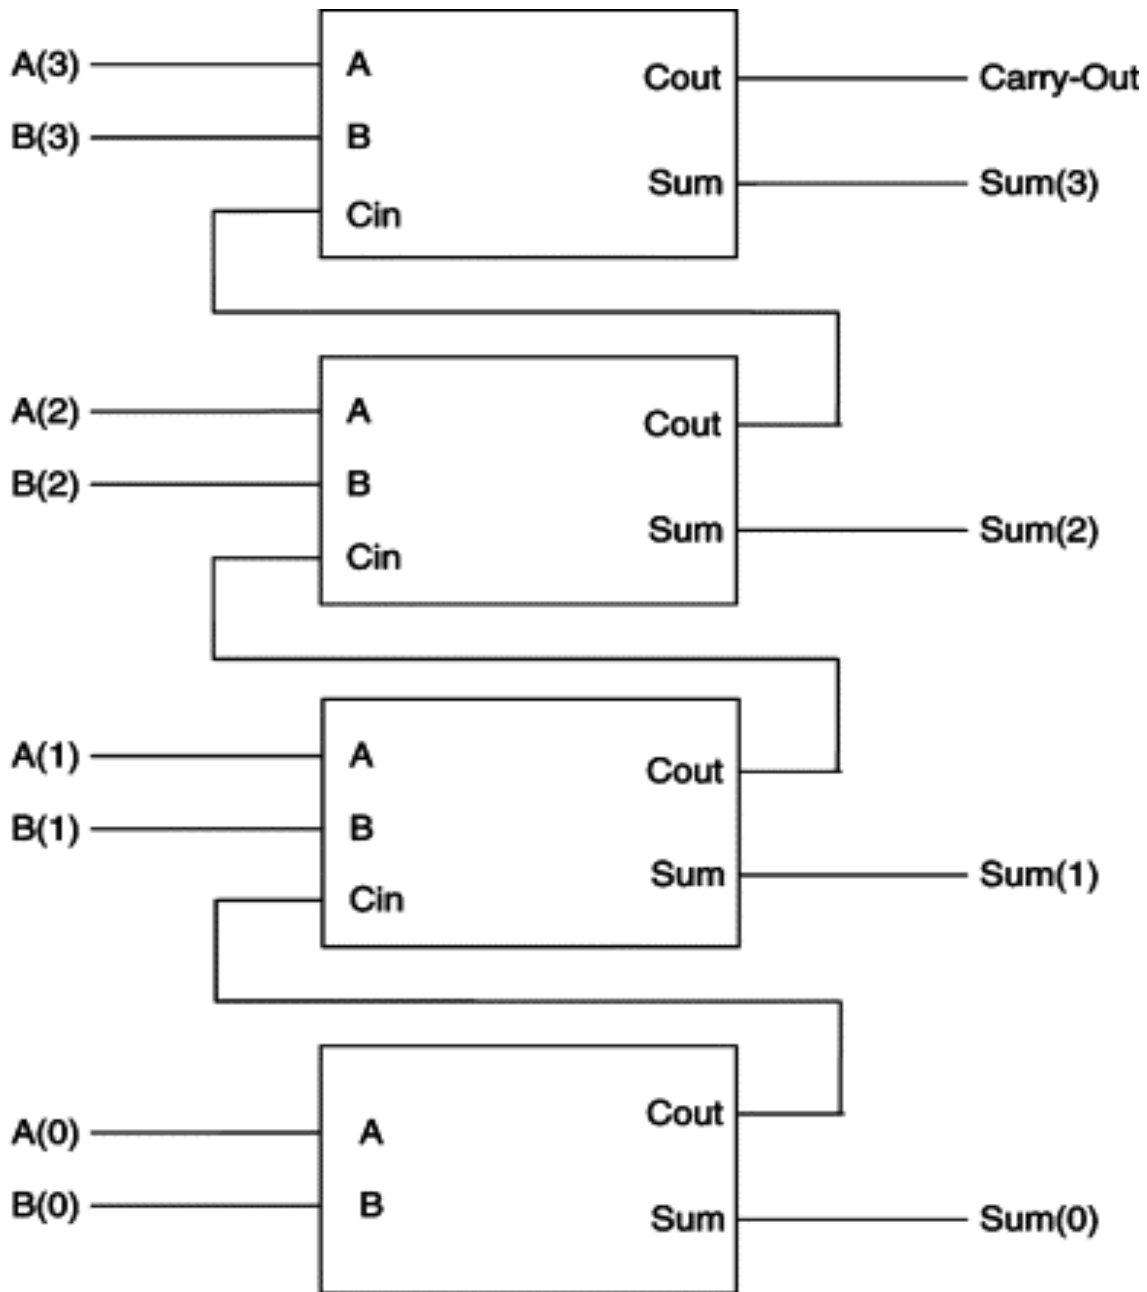 A(3) A Cout Carry-Out
B(3) B
Sum Sum(3)
Cin
A(2) A Cout
B(2) B
Sum Sum(2)
Cin
A(1) A Cout
B(1) B
Sum Sum(1)
Cin
Cout
A(0) A
B(0) B
Sum Sum(0)